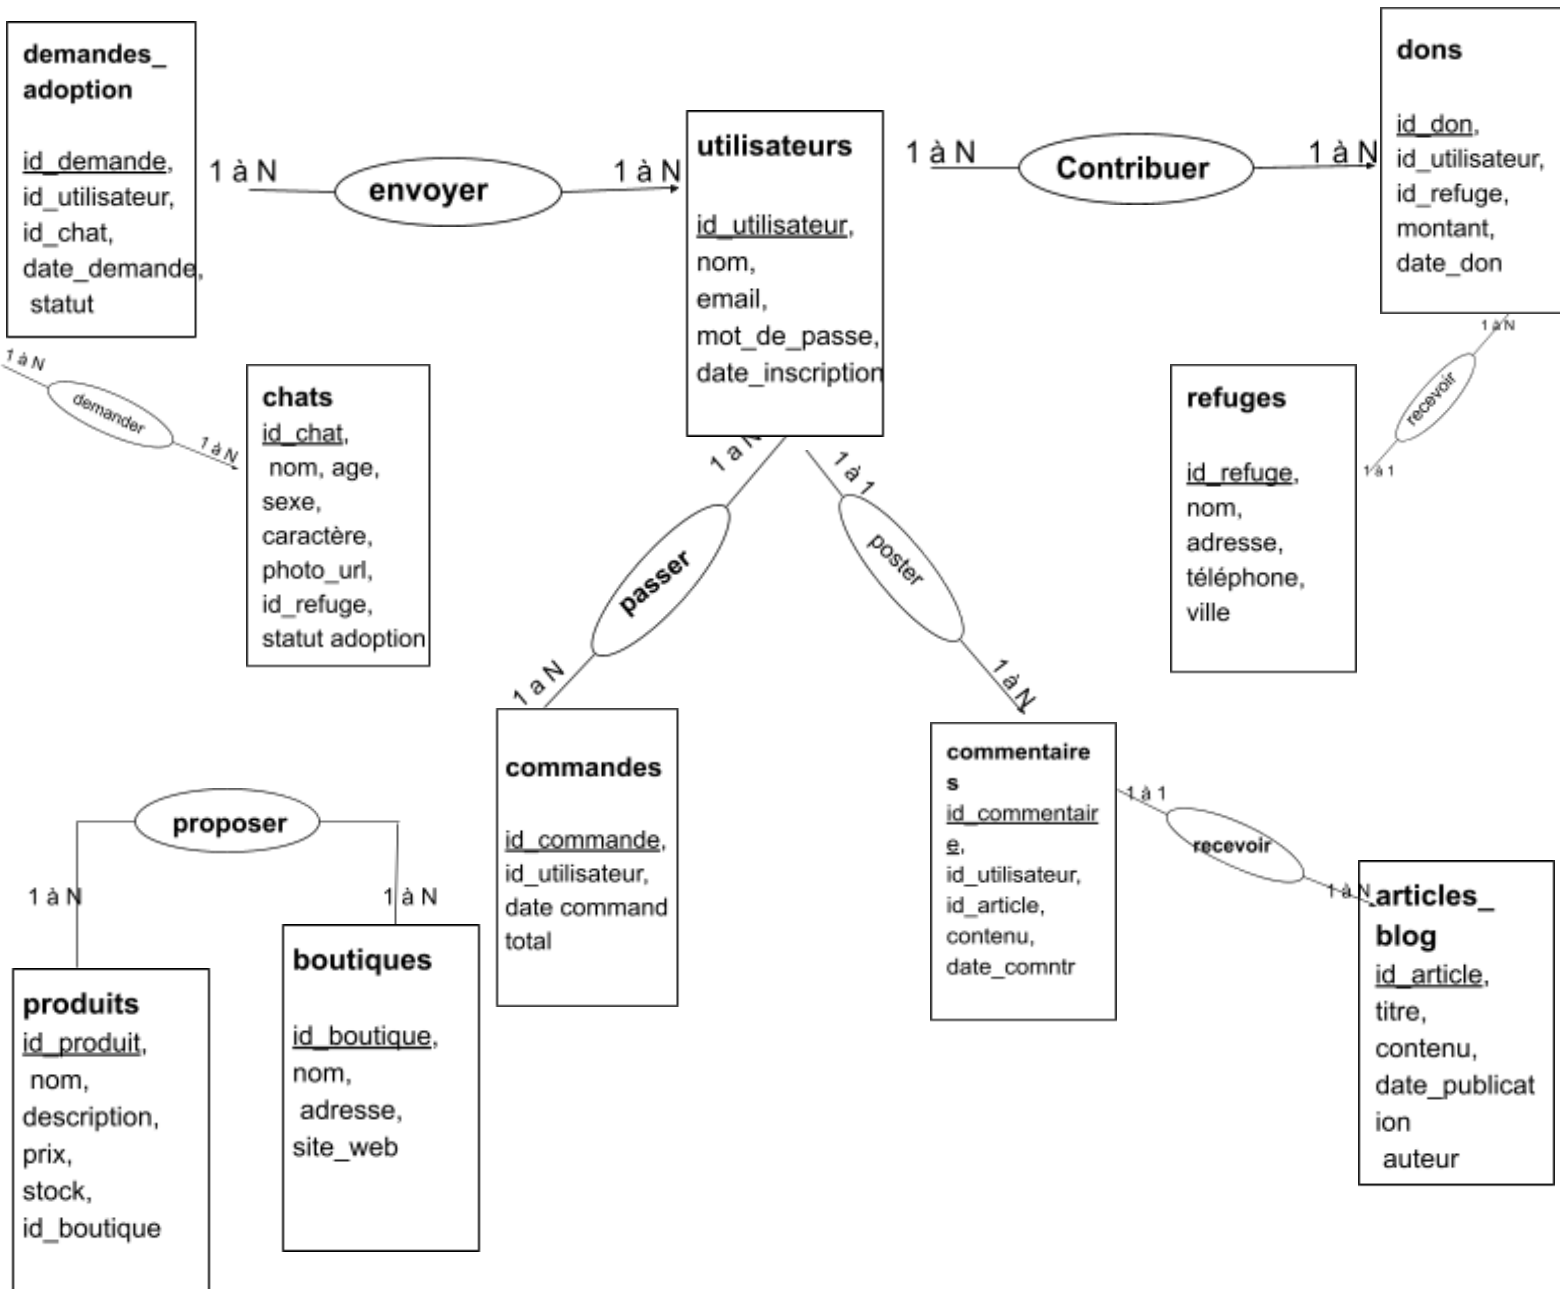 demandes_
adoption
id_demande,
id_utilisateur,
id_chat,
date_demande,
statut
1 à N
envoyer
1 à N
utilisateurs
id_utilisateur,
nom,
email,
mot_de_passe,
date_inscription
1 à N
Contribuer
1 à N
dons
id_don,
id_utilisateur,
id_refuge,
montant,
date_don
1 à N
demander
1 à N
chats
id_chat,
nom, age,
sexe,
caractère,
photo_url,
id_refuge,
statut adoption
refuges
id_refuge,
nom,
adresse,
téléphone,
ville
1 à N
recevoir
1 à 1
1 a N
passer
1 a N
1 à 1
poster
1 à N
commandes
id_commande,
id_utilisateur,
date command
total
commentaire
s
id_commentair
e,
id_utilisateur,
id_article,
contenu,
date_comntr
1 à 1
recevoir
1 à N
articles_
blog
id_article,
titre,
contenu,
date_publicat
ion
auteur
proposer
1 à N
1 à N
produits
id_produit,
nom,
description,
prix,
stock,
id_boutique
boutiques
id_boutique,
nom,
adresse,
site_web